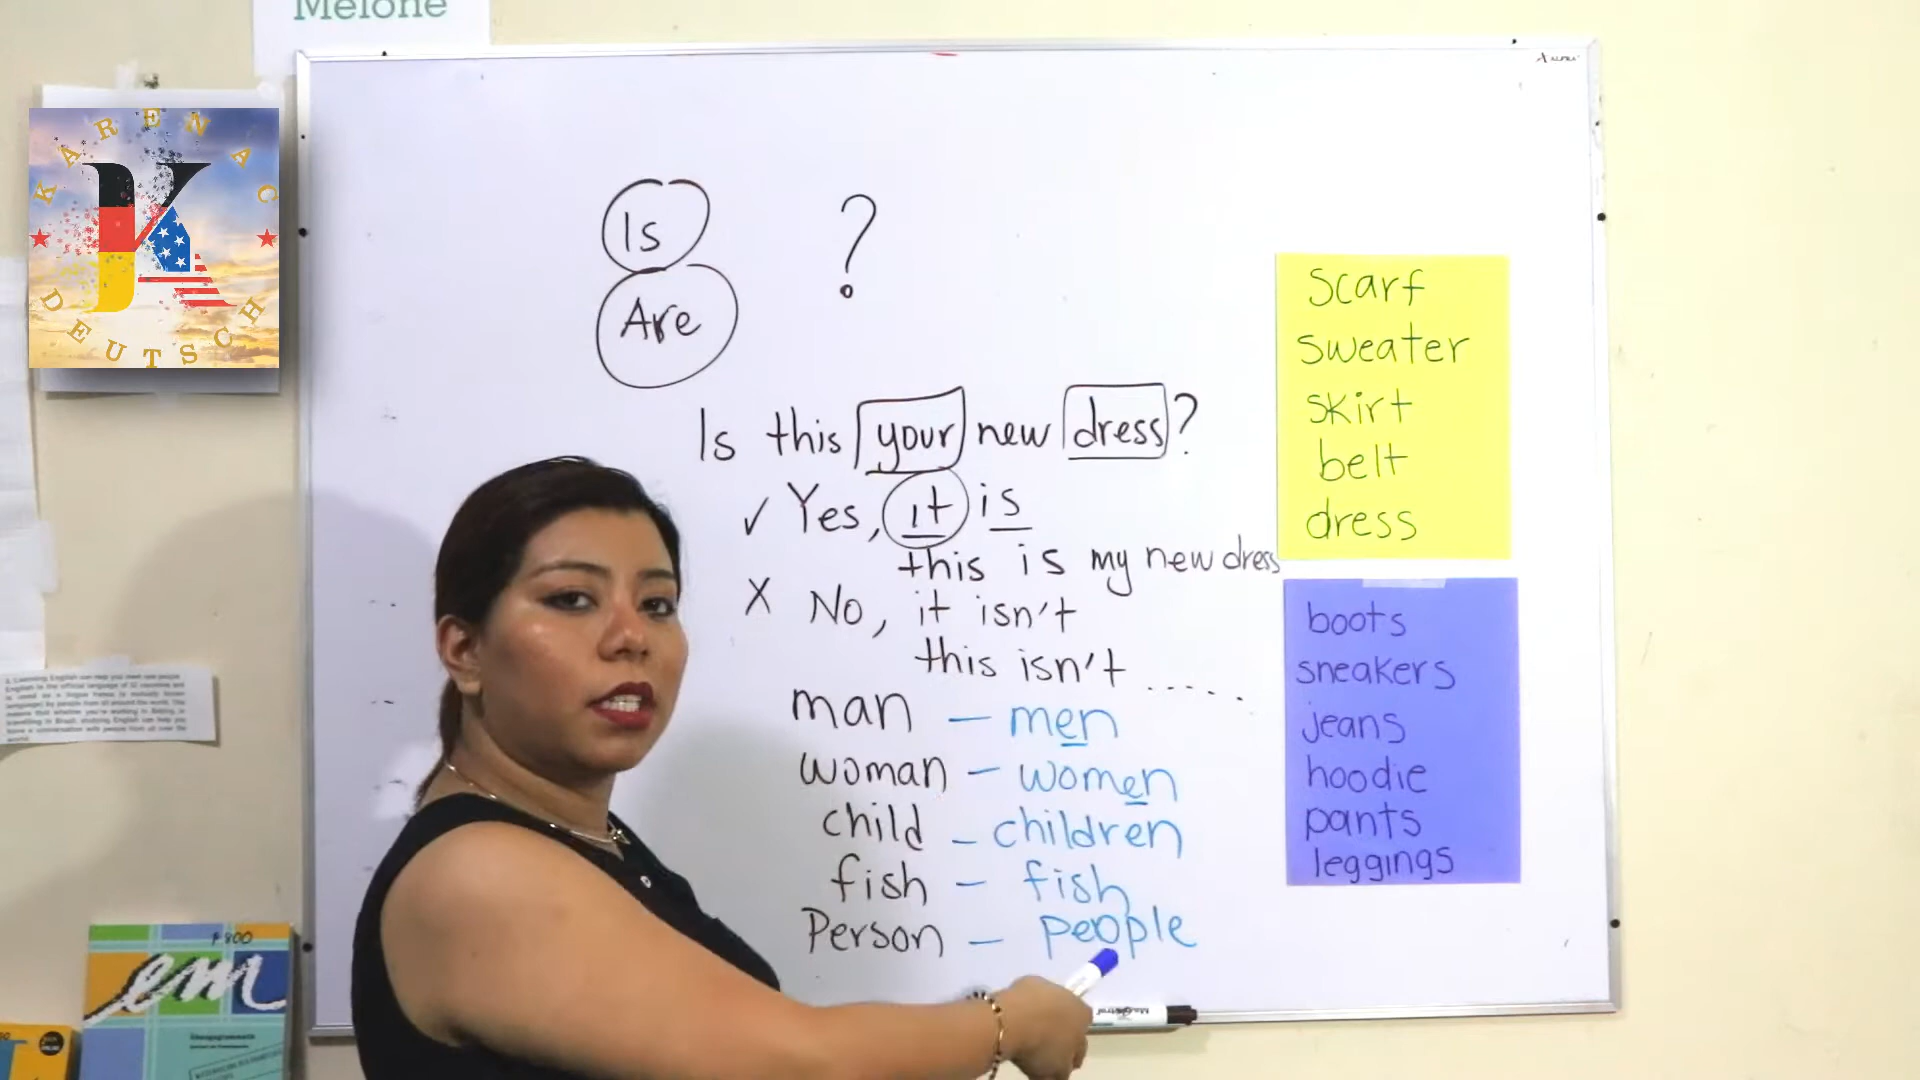 Melone
KAREN AC
DEUTSCH
Is
?
Are
Is this your new dress?
✓ Yes, it is
this is my new dress
X No, it isn't
this isn't .....
man - men
woman - women
child - children
fish - fish
Person - people
scarf
sweater
skirt
belt
dress
boots
sneakers
jeans
hoodie
pants
leggings
em